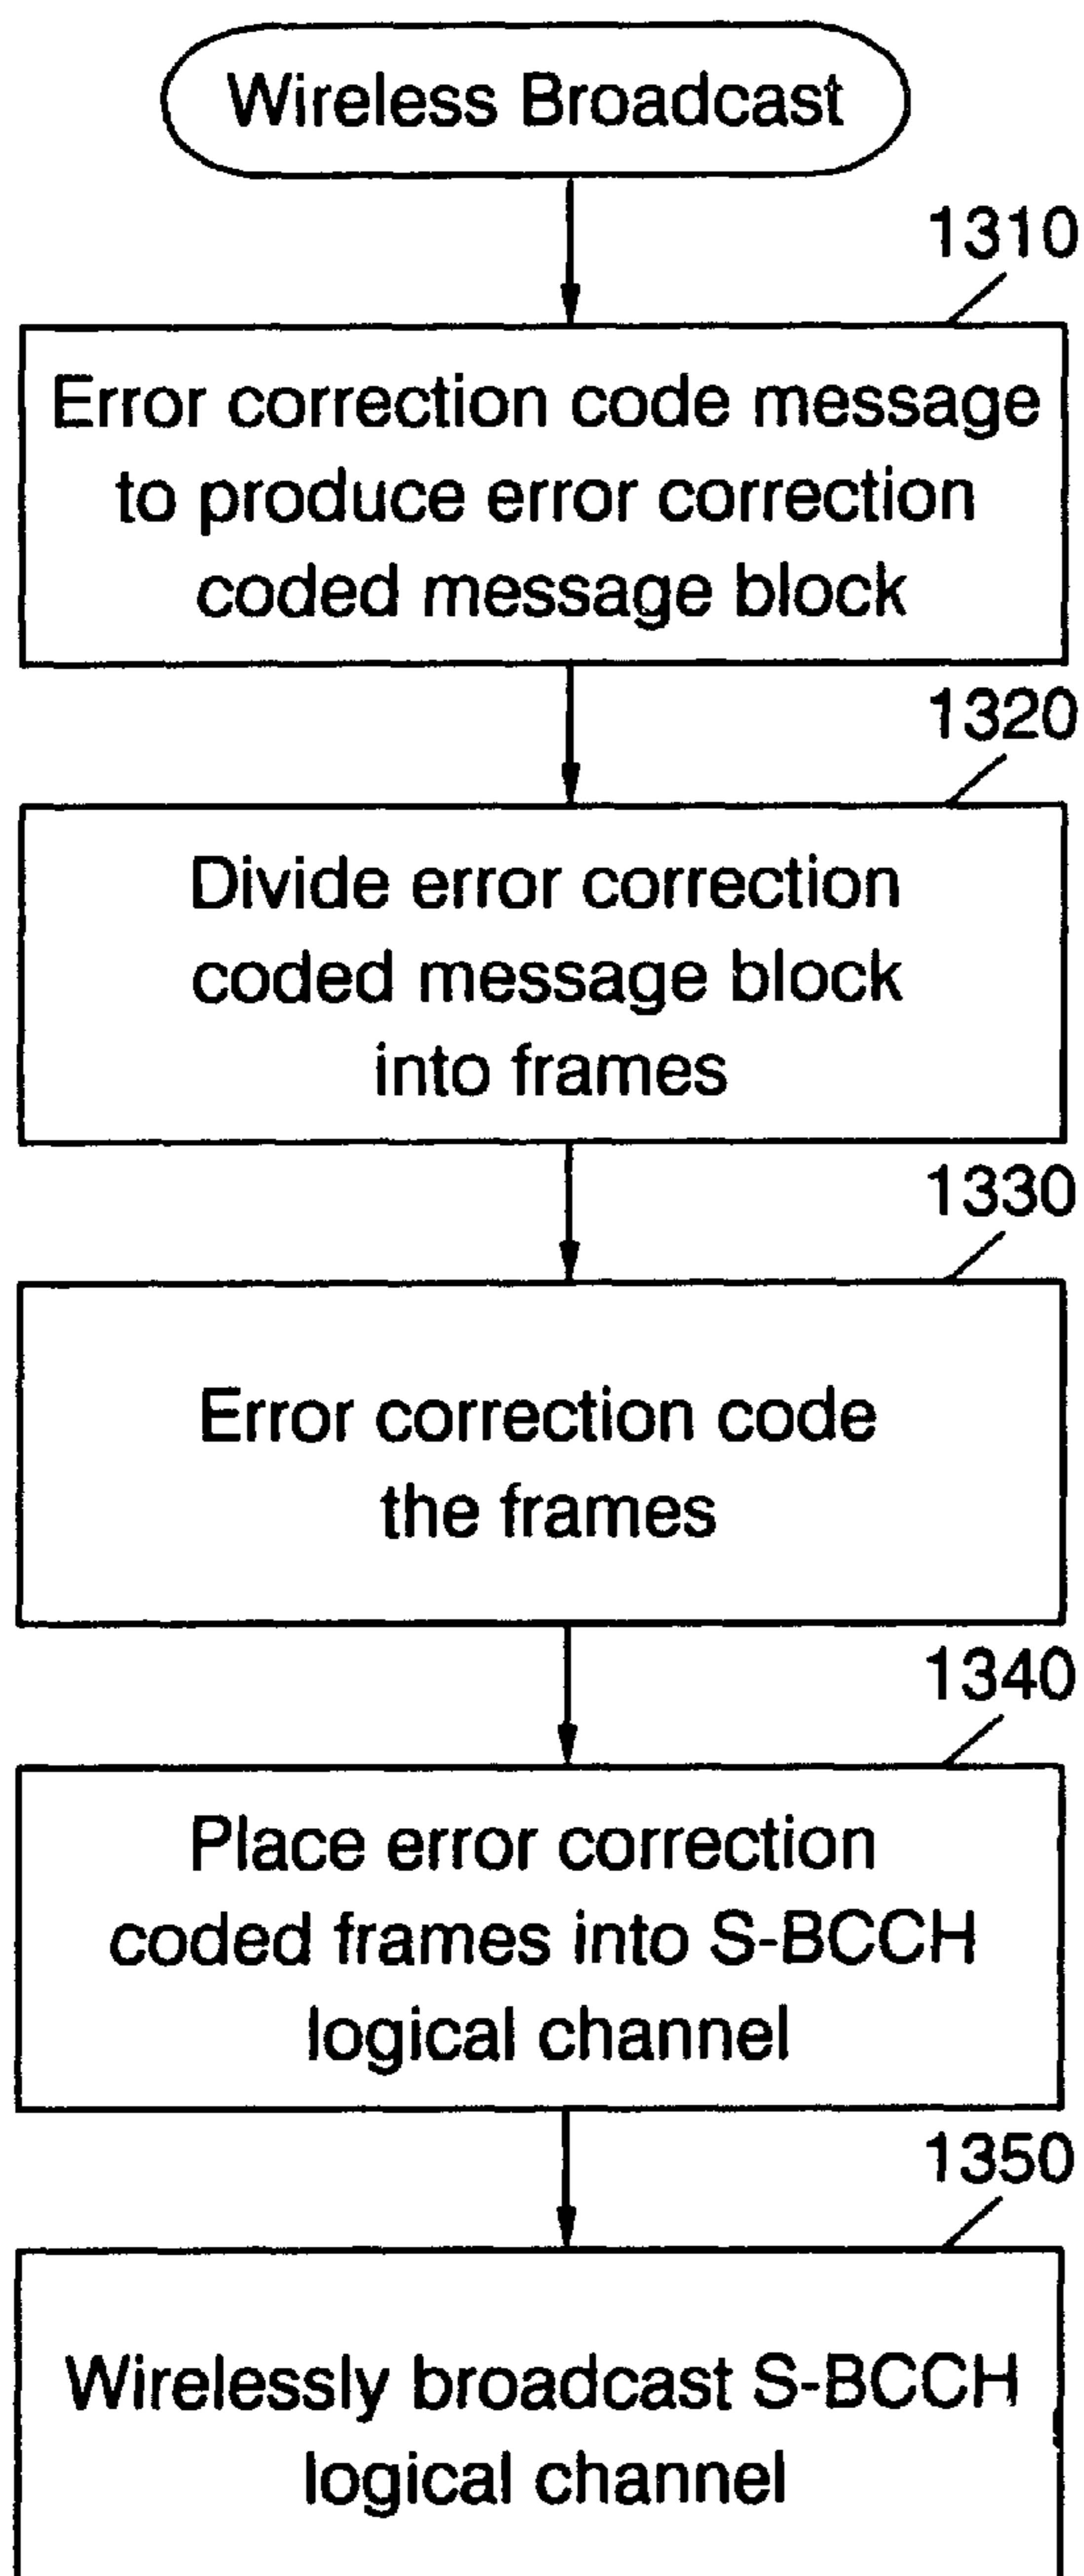 Wireless Broadcast
1310
Error correction code message
to produce error correction
coded message block
1320
Divide error correction
coded message block
into frames
1330
Error correction code
the frames
1340
Place error correction
coded frames into S-BCCH
logical channel
1350
Wirelessly broadcast S-BCCH
logical channel